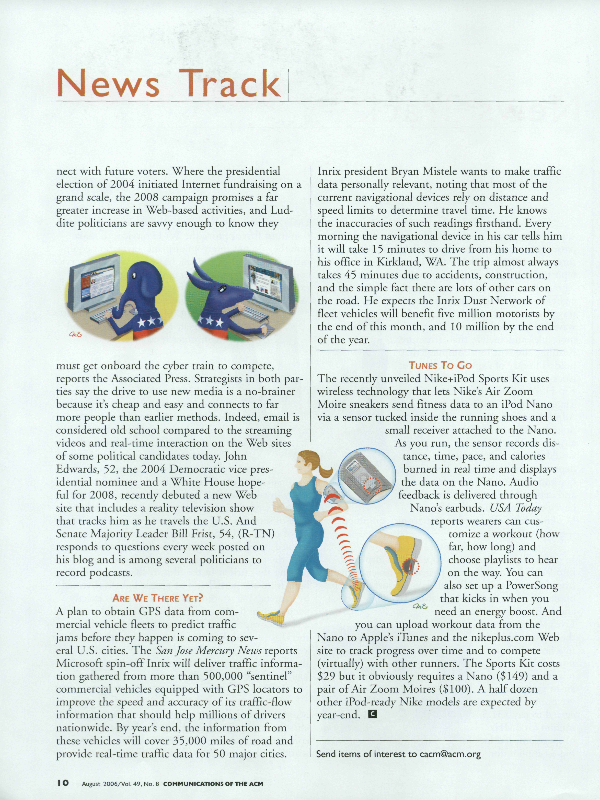 News Track
nect with future voters. Where the presidential
election of 2004 initiated Internet fundraising on a
grand scale, the 2008 campaign promises a far
greater increase in Web-based activities, and Lud-
dite politicians are savvy enough to know they
must get onboard the cyber train to compete,
reports the Associated Press. Strategists in both par-
ties say the drive to use new media is a no-brainer
because it's cheap and easy and connects to far
more people than earlier methods. Indeed, email is
considered old school compared to the streaming
videos and real-time interaction on the Web sites
of some political candidates today. John
Edwards, 52, the 2004 Democratic vice pres-
idential nominee and a White House hope-
ful for 2008, recently debuted a new Web
site that includes a reality television show
that tracks him as he travels the U.S. And
Senate Majority Leader Bill Frist, 54, (R-TN)
responds to questions every week posted on
his blog and is among several politicians to
record podcasts.
ARE WE THERE YET?
A plan to obtain GPS data from com-
mercial vehicle fleets to predict traffic
jams before they happen is coming to sev-
eral U.S. cities. The San Jose Mercury News reports
Microsoft spin-off Inrix will deliver traffic informa-
tion gathered from more than 500,000 "sentinel"
commercial vehicles equipped with GPS locators to
improve the speed and accuracy of its traffic-flow
information that should help millions of drivers
nationwide. By year's end, the information from
these vehicles will cover 35,000 miles of road and
provide real-time traffic data for 50 major cities.
Inrix president Bryan Mistele wants to make traffic
data personally relevant, noting that most of the
current navigational devices rely on distance and
speed limits to determine travel time. He knows
the inaccuracies of such readings firsthand. Every
morning the navigational device in his car tells him
it will take 15 minutes to drive from his home to
his office in Kirkland, WA. The trip almost always
takes 45 minutes due to accidents, construction,
and the simple fact there are lots of other cars on
the road. He expects the Inrix Dust Network of
fleet vehicles will benefit five million motorists by
the end of this month, and 10 million by the end
of the year.
TUNES TO GO
The recently unveiled Nike+iPod Sports Kit uses
wireless technology that lets Nike's Air Zoom
Moire sneakers send fitness data to an iPod Nano
via a sensor tucked inside the running shoes and a
small receiver attached to the Nano.
As you run, the sensor records dis-
tance, time, pace, and calories
burned in real time and displays
the data on the Nano. Audio
feedback is delivered through
Nano's earbuds. USA Today
reports wearers can cus-
tomize a workout (how
far, how long) and
choose playlists to hear
on the way. You can
also set up a PowerSong
that kicks in when you
need an energy boost. And
you can upload workout data from the
Nano to Apple's iTunes and the nikeplus.com Web
site to track progress over time and to compete
(virtually) with other runners. The Sports Kit costs
$29 but it obviously requires a Nano ($149) and a
pair of Air Zoom Moires ($100). A half dozen
other iPod-ready Nike models are expected by
year-end. C
Send items of interest to cacm@acm.org
10 August 2006/Vol. 49, No. 8 COMMUNICATIONS OF THE ACM